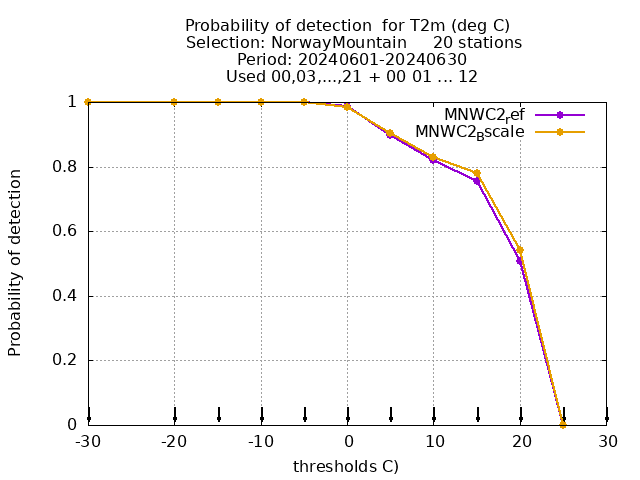 Probability of detection  for T2m (deg C)
Selection: NorwayMountain     20 stations
Period: 20240601-20240630
Used 00,03,...,21 + 00 01 ... 12
MNWC2ref
MNWC2Bscale
Probability of detection
1
0.8
0.6
0.4
0.2
0
-30 -20 -10 0 10 20 30
thresholds C)